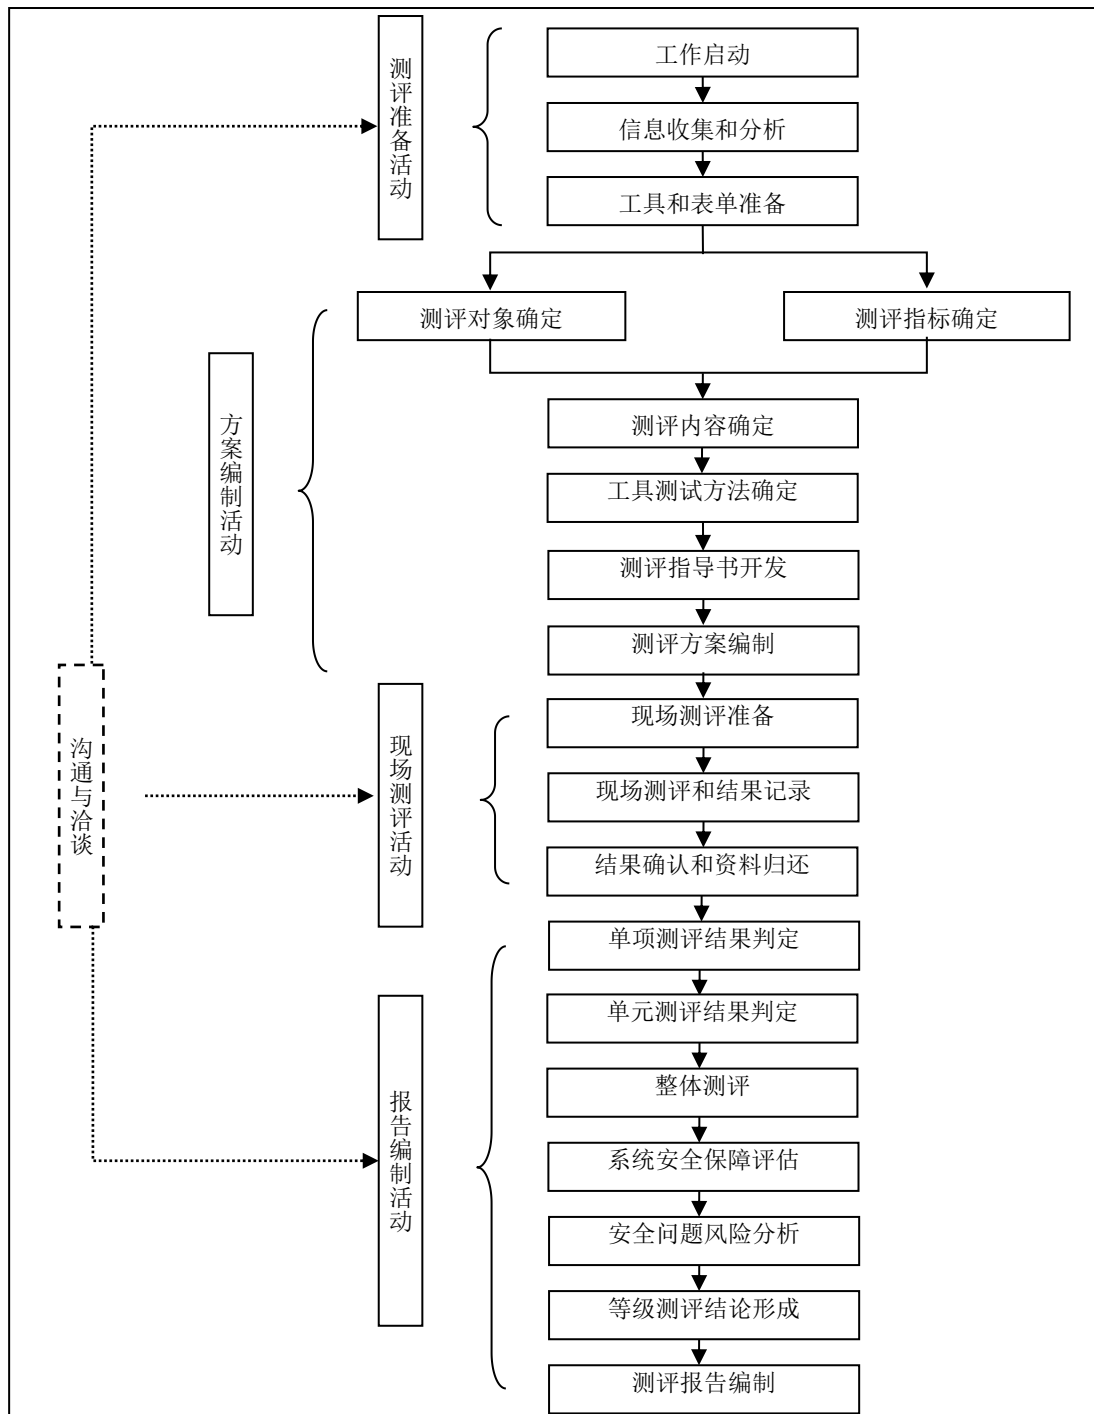 测评准备活动
工作启动
信息收集和分析
工具和表单准备
测评对象确定
测评指标确定
方案编制活动
测评内容确定
工具测试方法确定
测评指导书开发
测评方案编制
沟通与洽谈
现场测评活动
现场测评准备
现场测评和结果记录
结果确认和资料归还
报告编制活动
单项测评结果判定
单元测评结果判定
整体测评
系统安全保障评估
安全问题风险分析
等级测评结论形成
测评报告编制